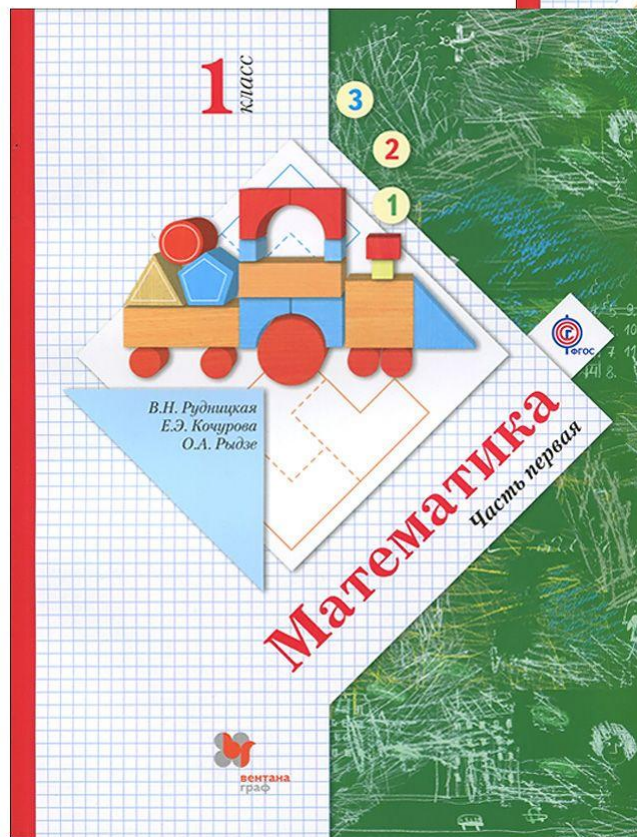 1
класс
3
2
1
ФГОС
В.Н. Рудницкая
Е.Э. Кочурова
О.А. Рыдзе
Математика
Часть первая
вентана
граф